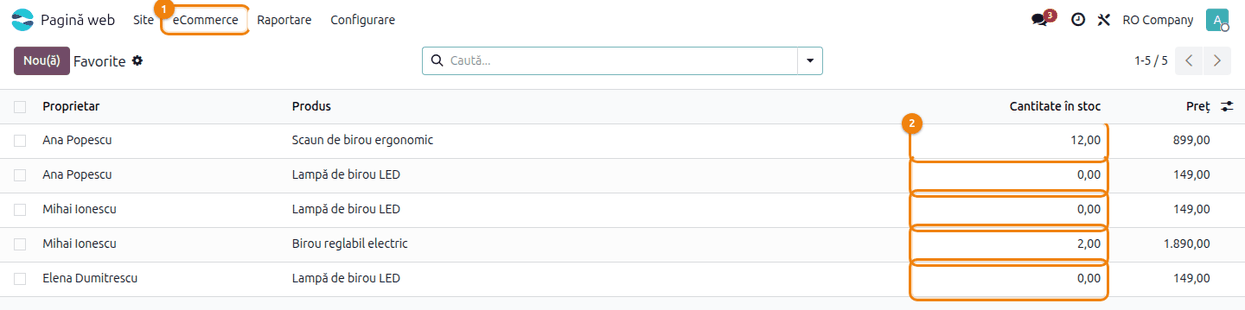 1
Pagină web Site eCommerce Raportare Configurare 3 RO Company A
Nou(ă) Favorite Caută... 1-5 / 5
Proprietar Produs Cantitate în stoc Preț
2
Ana Popescu Scaun de birou ergonomic 12,00 899,00
Ana Popescu Lampă de birou LED 0,00 149,00
Mihai Ionescu Lampă de birou LED 0,00 149,00
Mihai Ionescu Birou reglabil electric 2,00 1.890,00
Elena Dumitrescu Lampă de birou LED 0,00 149,00